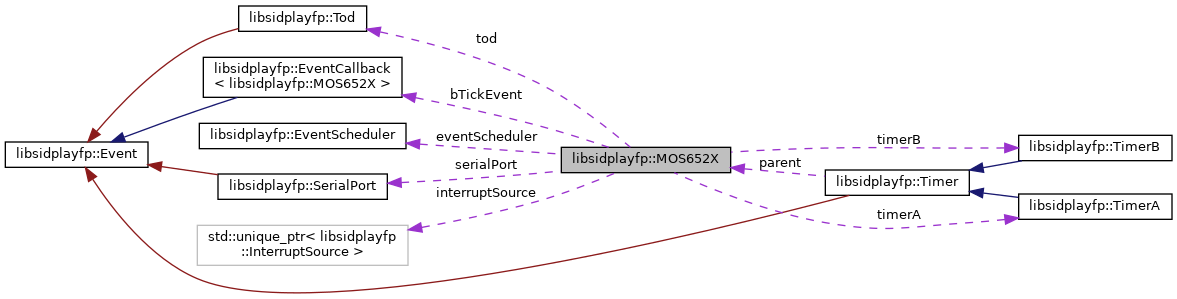 libsidplayfp::Tod
tod
libsidplayfp::EventCallback
< libsidplayfp::MOS652X >
bTickEvent
libsidplayfp::EventScheduler
eventScheduler
libsidplayfp::Event
libsidplayfp::MOS652X
timerB
libsidplayfp::TimerB
serialPort
parent
libsidplayfp::SerialPort
libsidplayfp::Timer
interruptSource
timerA
libsidplayfp::TimerA
std::unique_ptr< libsidplayfp
::InterruptSource >